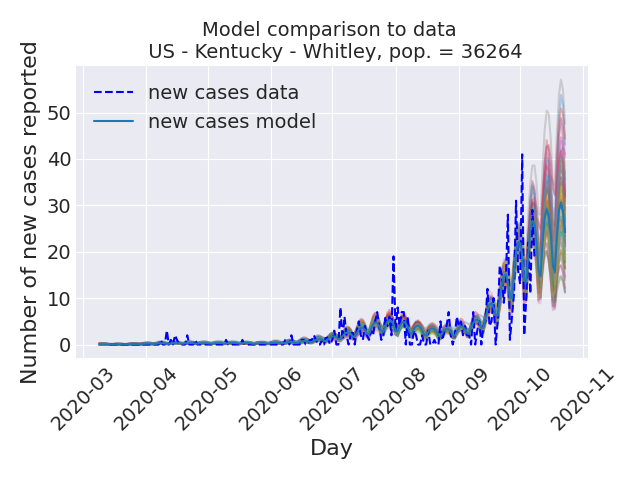 Model comparison to data
US - Kentucky - Whitley, pop. = 36264
Number of new cases reported
new cases data
new cases model
50
40
30
20
10
0
2020-03
2020-04
2020-05
2020-06
2020-07
2020-08
2020-09
2020-10
2020-11
Day